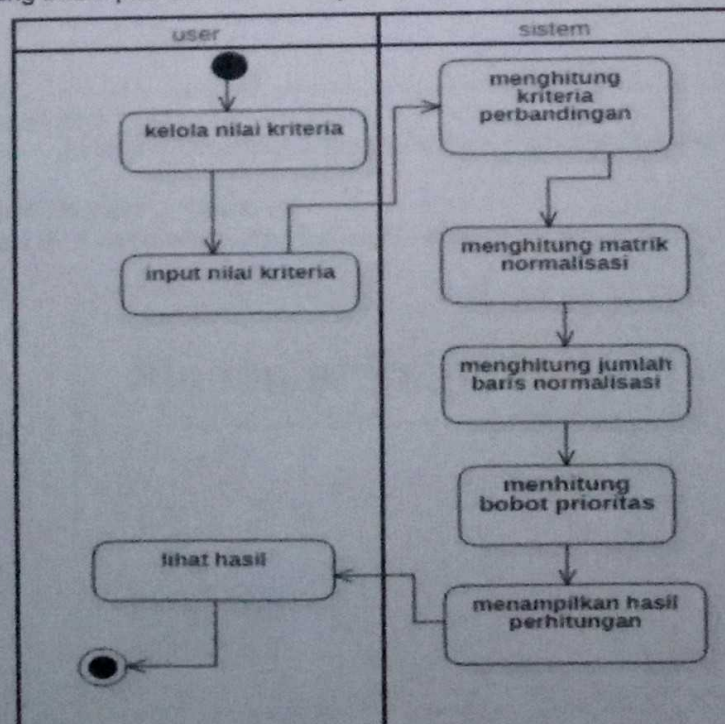 user
sistem
kelola nilai kriteria
input nilai kriteria
menghitung
kriteria
perbandingan
menghitung matrik
normalisasi
menghitung jumlah
baris normalisasi
menhitung
bobot prioritas
menampilkan hasil
perhitungan
lihat hasil